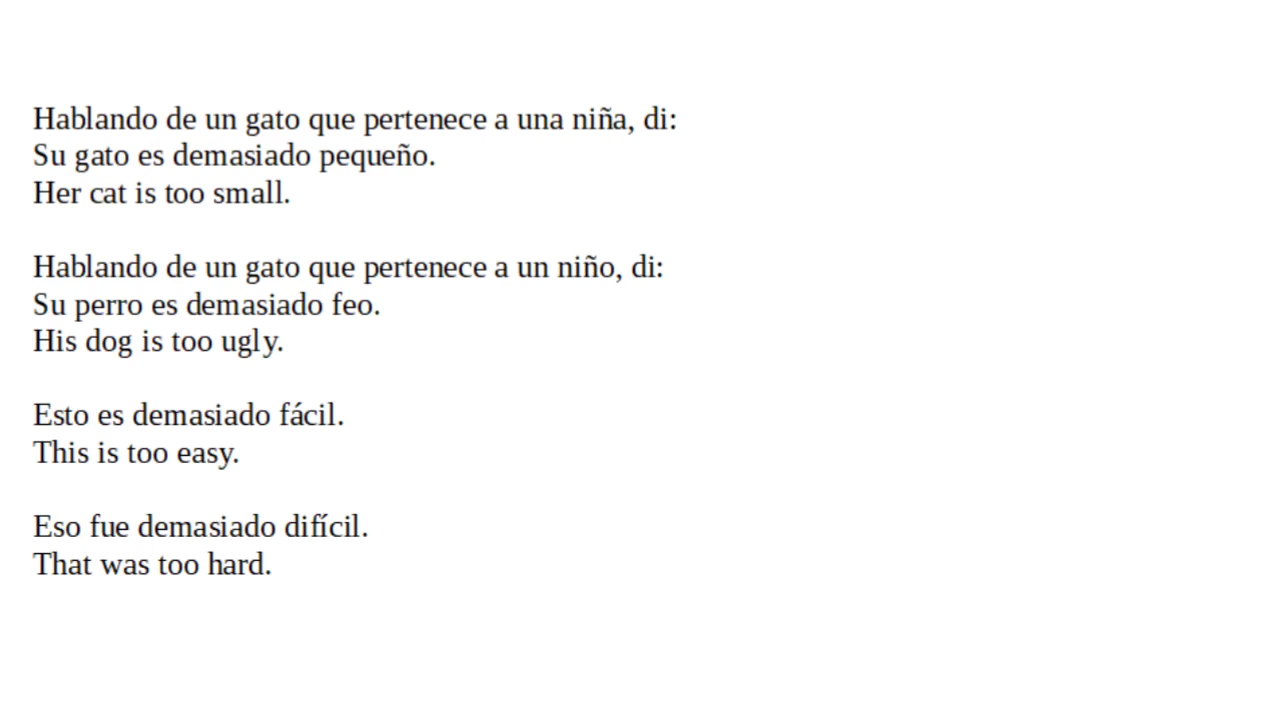 Hablando de un gato que pertenece a una niña, di:
Su gato es demasiado pequeño.
Her cat is too small.
Hablando de un gato que pertenece a un niño, di:
Su perro es demasiado feo.
His dog is too ugly.
Esto es demasiado fácil.
This is too easy.
Eso fue demasiado difícil.
That was too hard.